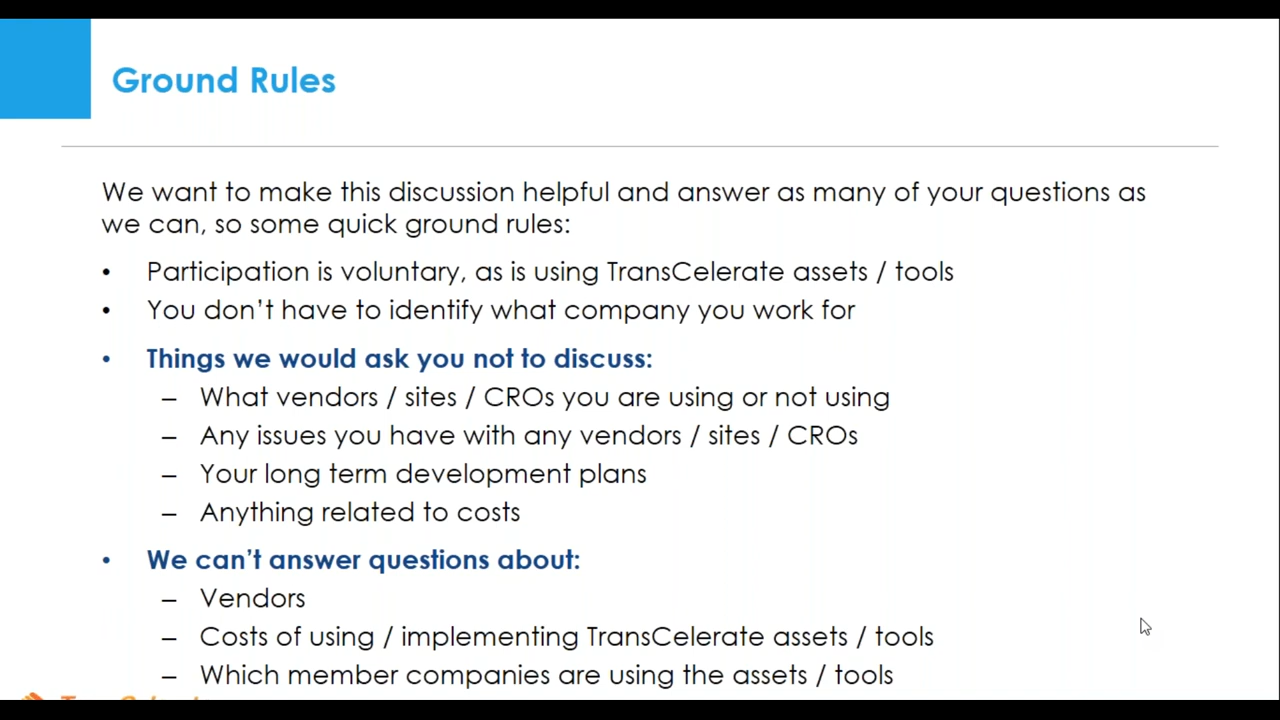 Ground Rules
We want to make this discussion helpful and answer as many of your questions as
we can, so some quick ground rules:
• Participation is voluntary, as is using TransCelerate assets / tools
• You don't have to identify what company you work for
• Things we would ask you not to discuss:
– What vendors / sites / CROs you are using or not using
– Any issues you have with any vendors / sites / CROs
– Your long term development plans
– Anything related to costs
• We can't answer questions about:
– Vendors
– Costs of using / implementing TransCelerate assets / tools
– Which member companies are using the assets / tools